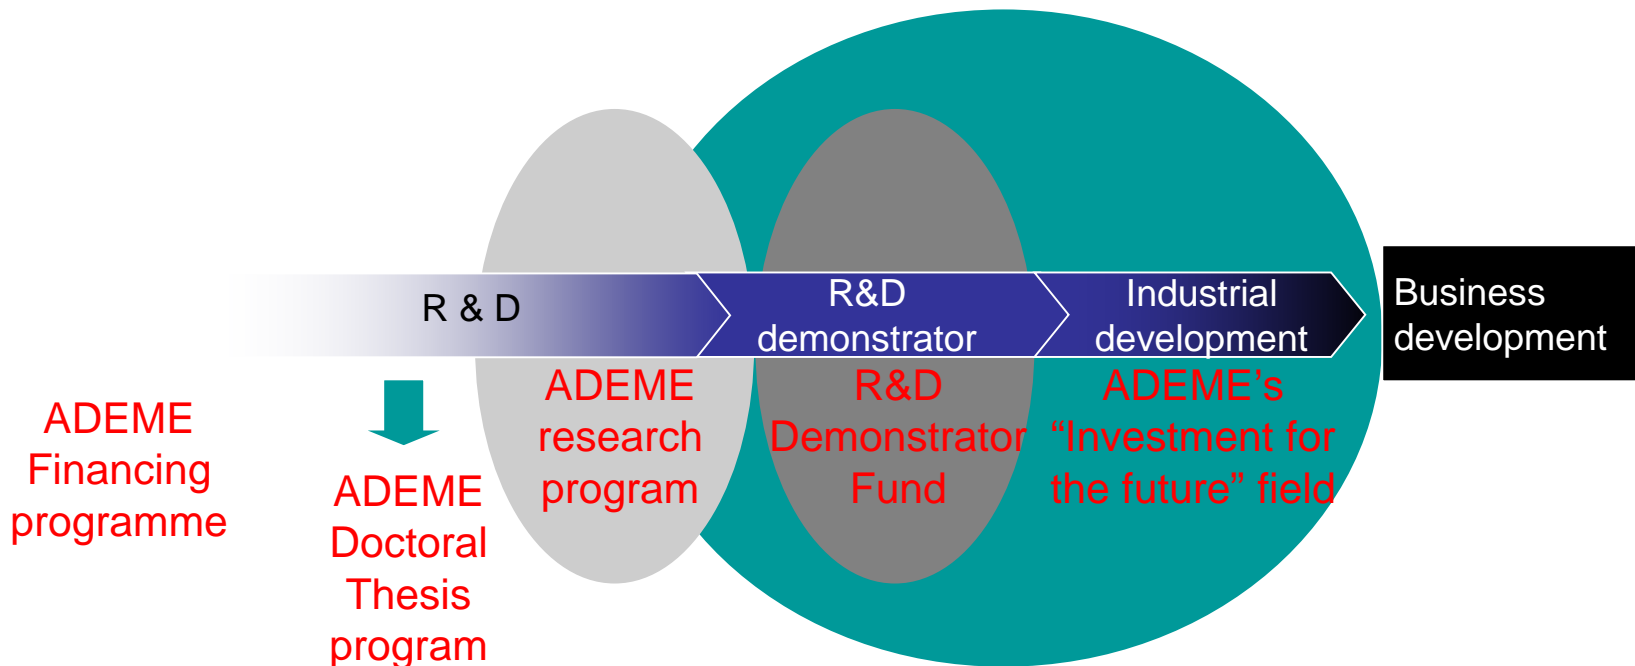 R & D
R&D
demonstrator
Industrial
development
Business
development
ADEME
Financing
programme
ADEME
Doctoral
Thesis
program
ADEME
research
program
R&D
Demonstrator
Fund
ADEME’s
“Investment for
the future” field